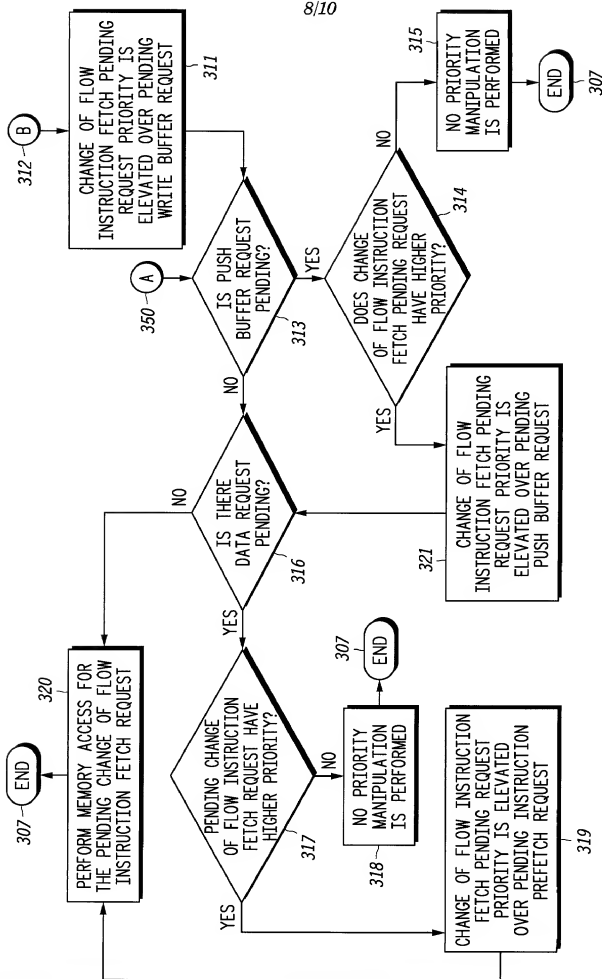 8/10
B
312
CHANGE OF FLOW
INSTRUCTION FETCH PENDING
REQUEST PRIORITY IS
ELEVATED OVER PENDING
WRITE BUFFER REQUEST
311
A
350
IS PUSH
BUFFER REQUEST
PENDING?
313
YES
NO
DOES CHANGE
OF FLOW INSTRUCTION
FETCH PENDING REQUEST
HAVE HIGHER
PRIORITY?
314
NO
YES
NO PRIORITY
MANIPULATION
IS PERFORMED
315
END
307
CHANGE OF FLOW
INSTRUCTION FETCH PENDING
REQUEST PRIORITY IS
ELEVATED OVER PENDING
PUSH BUFFER REQUEST
321
IS THERE
DATA REQUEST
PENDING?
316
NO
YES
PENDING CHANGE
OF FLOW INSTRUCTION
FETCH REQUEST HAVE
HIGHER PRIORITY?
317
NO
YES
NO PRIORITY
MANIPULATION
IS PERFORMED
318
END
307
CHANGE OF FLOW INSTRUCTION
FETCH PENDING REQUEST
PRIORITY IS ELEVATED
OVER PENDING INSTRUCTION
PREFETCH REQUEST
319
PERFORM MEMORY ACCESS FOR
THE PENDING CHANGE OF FLOW
INSTRUCTION FETCH REQUEST
320
END
307